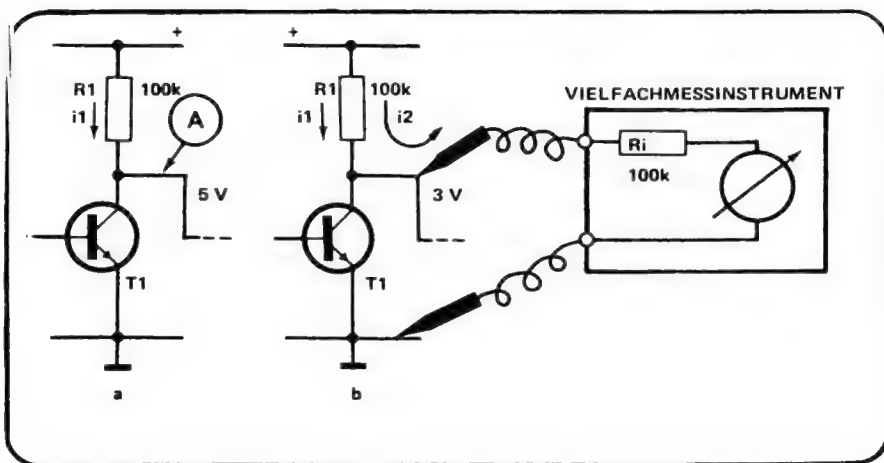 +
R1
100k
i1
A
5 V
T1
a
+
R1
100k
i1
i2
3 V
T1
b
VIELFACHMESSINSTRUMENT
Ri
100k